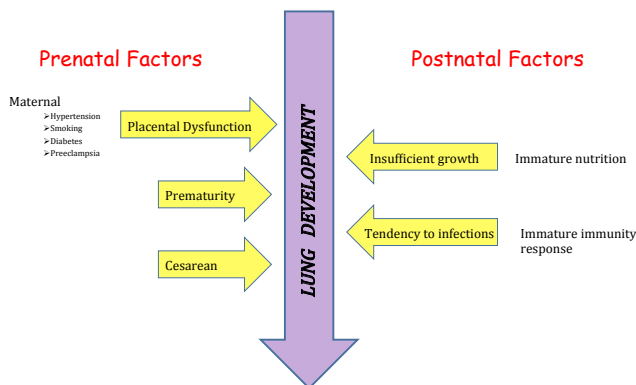 Prenatal Factors
Postnatal Factors
Maternal
➢Hypertension
➢Smoking
➢Diabetes
➢Preeclampsia
Placental Dysfunction
Prematurity
Cesarean
LUNG DEVELOPMENT
Insufficient growth
Immature nutrition
Tendency to infections
Immature immunity
response